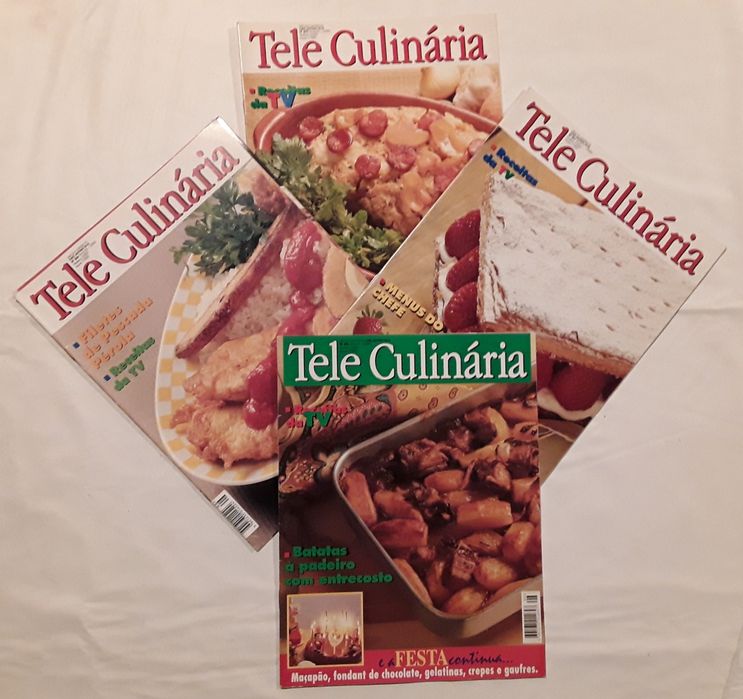 Tele Culinária
Receitas
da TV
Tele Culinária
Receitas
da TV
MENUS DO
CHEFE
Tele Culinária
Filetes
de Pescada
Pérola
Receitas
da TV
Tele Culinária
Receitas
da TV
Batatas
à padeiro
com entrecosto
e a FESTA continua...
Maçapão, fondant de chocolate, gelatinas, crepes e gaufres.